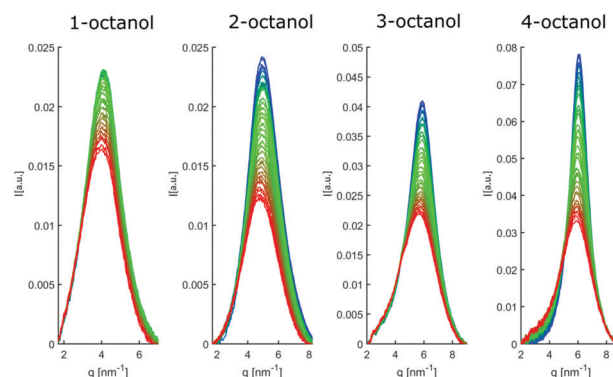 1-octanol 2-octanol 3-octanol 4-octanol
0.025 0.025 0.05 0.08
0.045 0.07
0.02 0.02 0.04 0.06
0.035
0.015 0.015 0.03 0.05
I[a.u.] I[a.u.] I[a.u.] I[a.u.]
0.025 0.04
0.01 0.01 0.02 0.03
0.015 0.02
0.005 0.005 0.01
0.005 0.01
0 0 0 0
2 4 6 2 4 6 8 2 4 6 8 2 4 6 8
q [nm⁻¹] q [nm⁻¹] q [nm⁻¹] q [nm⁻¹]